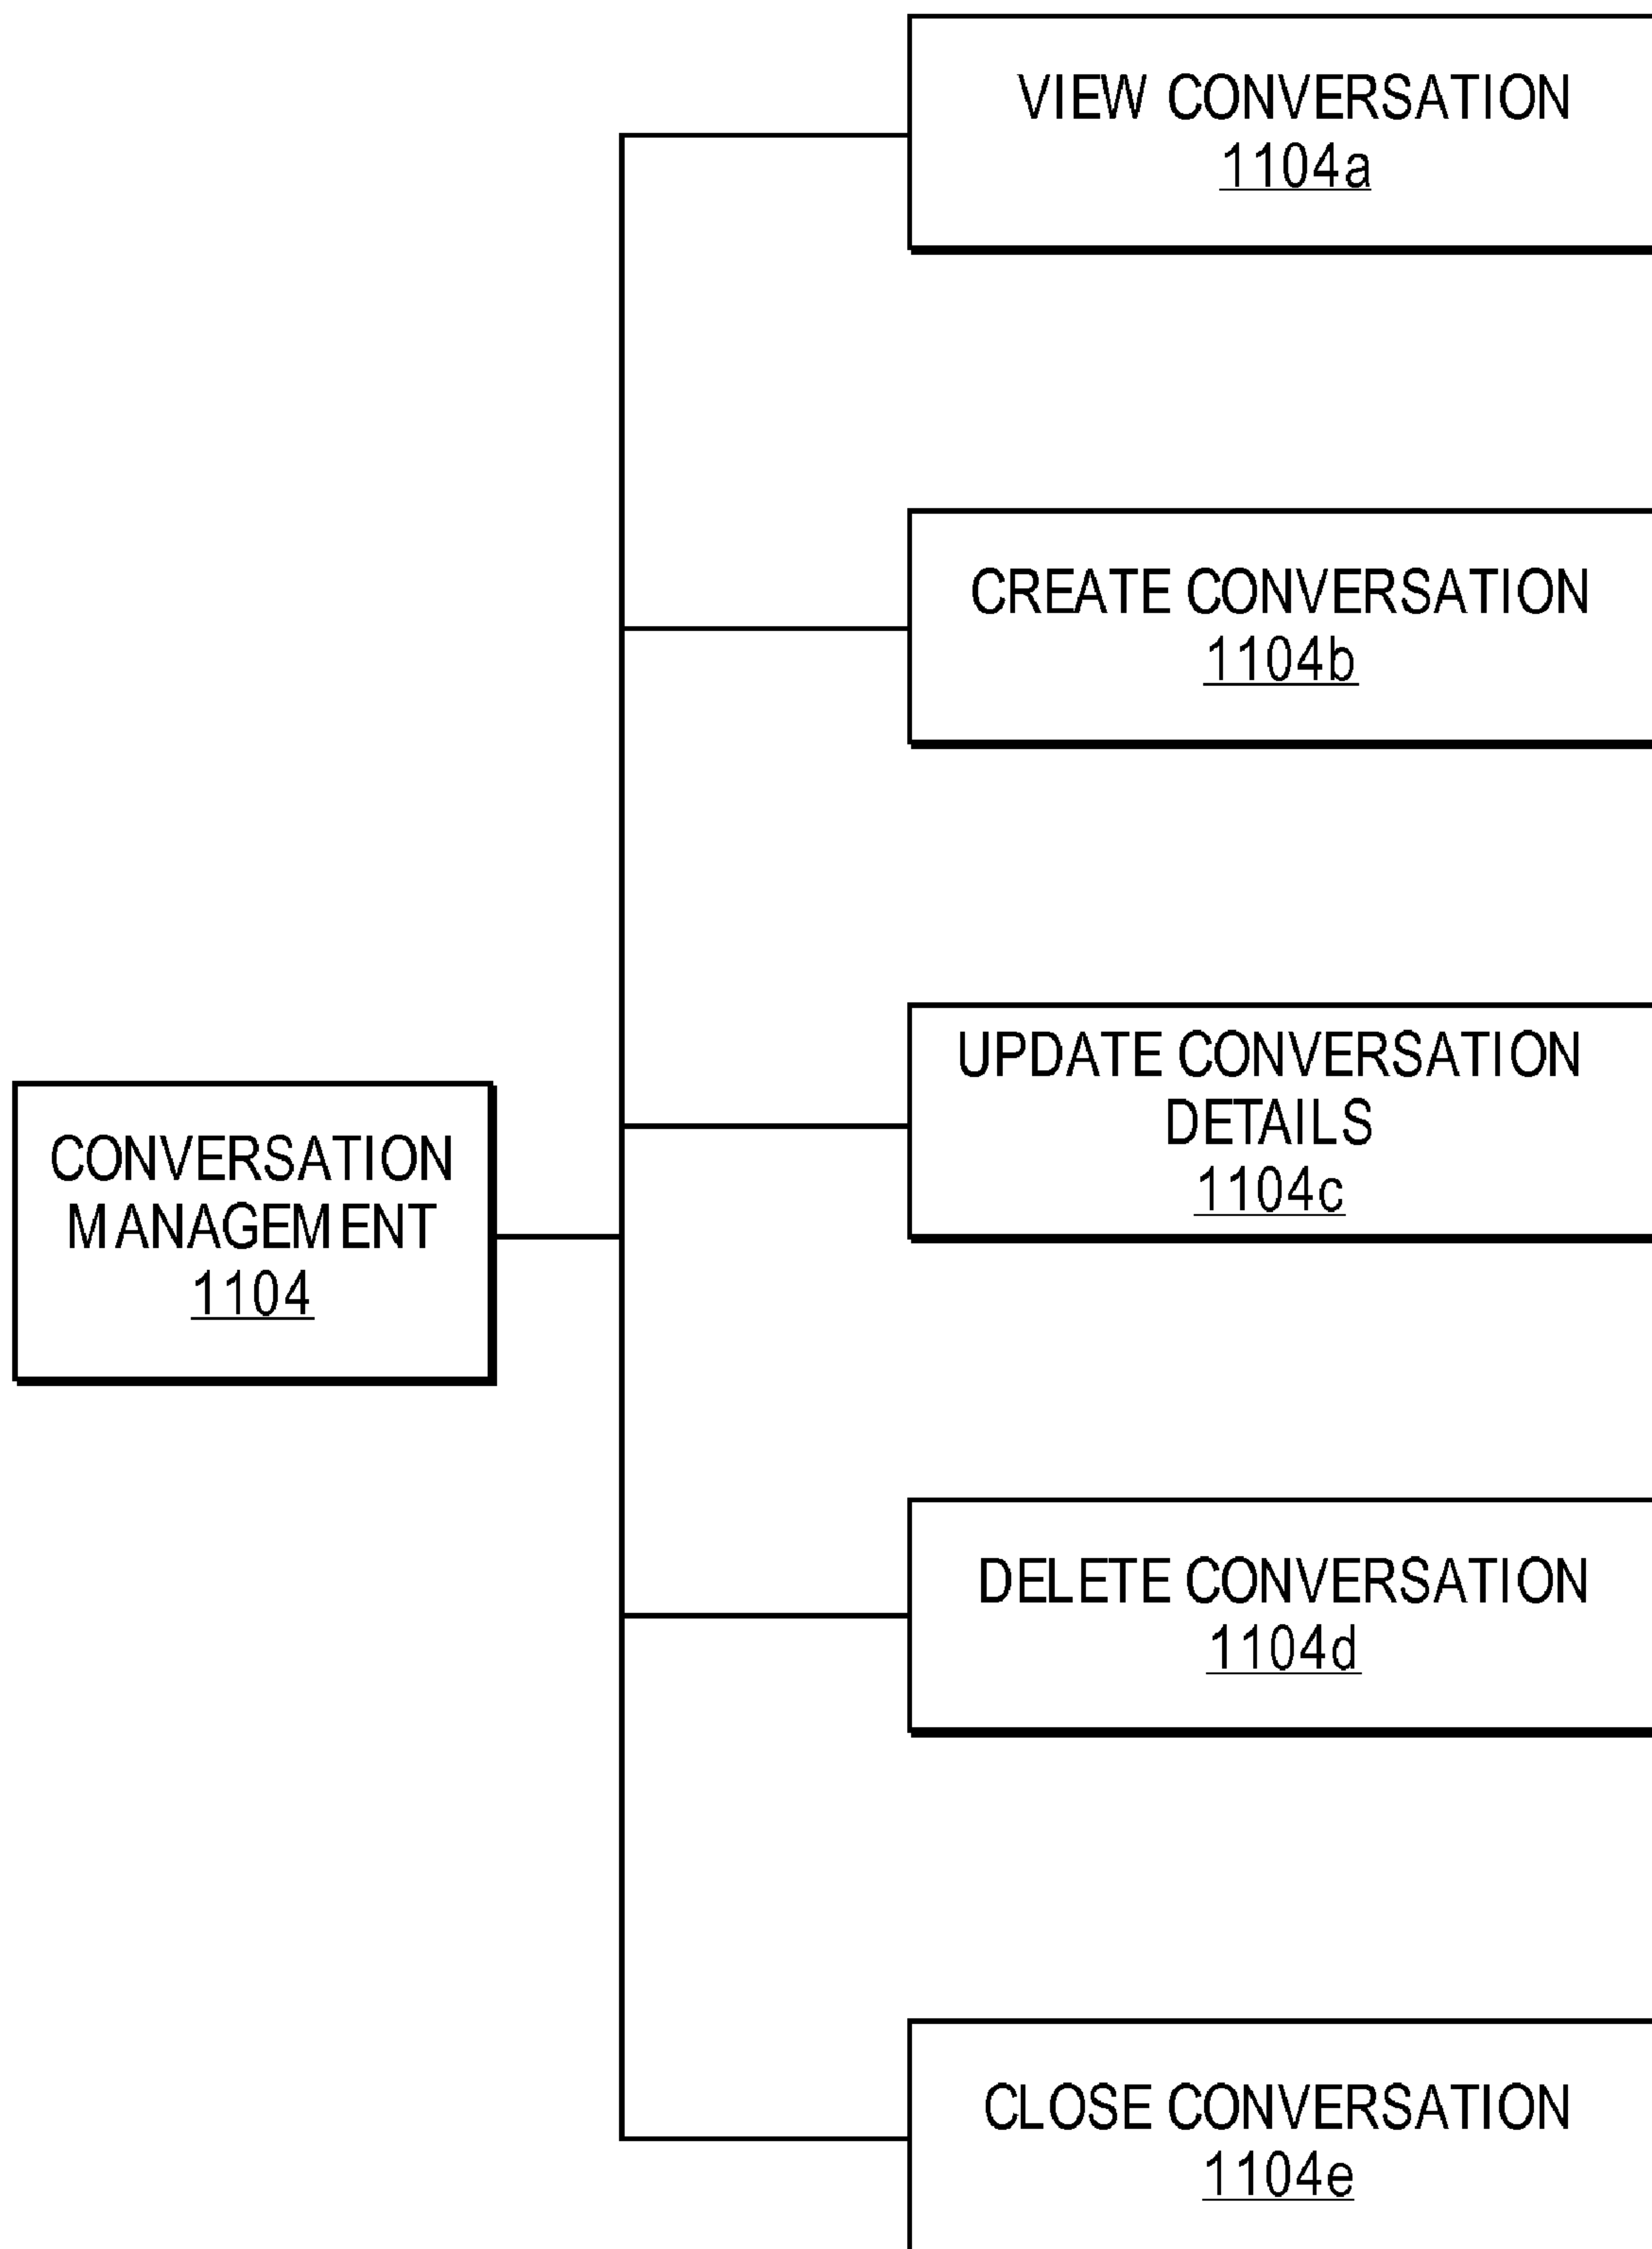 VIEW CONVERSATION
1104a
CREATE CONVERSATION
1104b
UPDATE CONVERSATION
DETAILS
1104c
CONVERSATION
MANAGEMENT
1104
DELETE CONVERSATION
1104d
CLOSE CONVERSATION
1104e